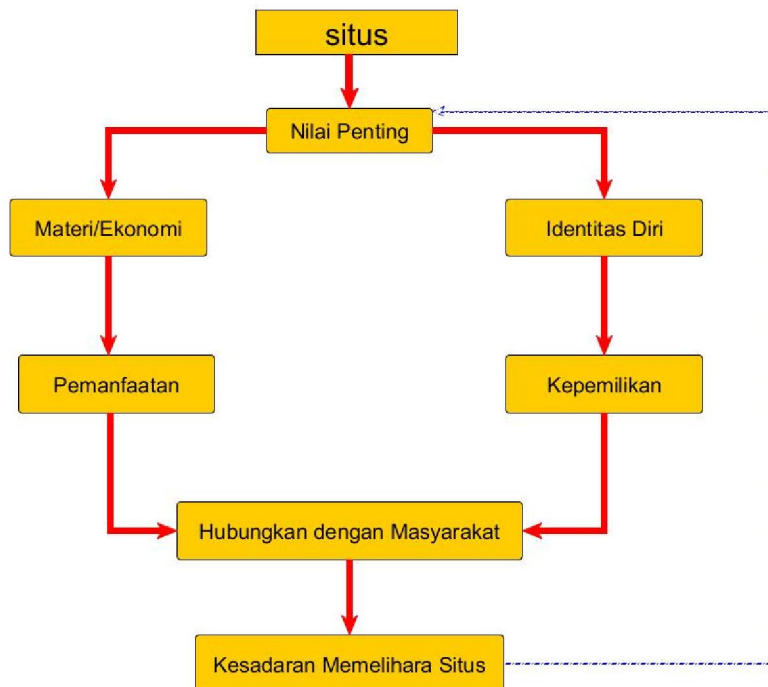 situs
Nilai Penting
Materi/Ekonomi
Identitas Diri
Pemanfaatan
Kepemilikan
Hubungkan dengan Masyarakat
Kesadaran Memelihara Situs